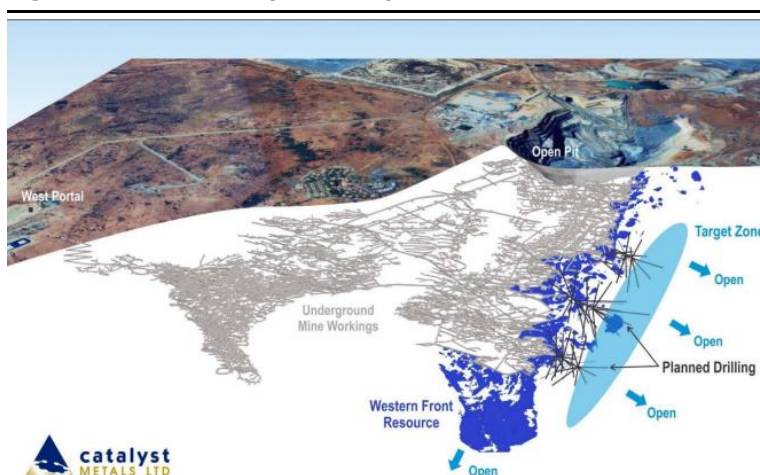 Open Pit
West Portal
Target Zone
Open
Underground
Mine Workings
Open
Planned Drilling
Western Front
Resource
Open
Open
catalyst
METALS LTD